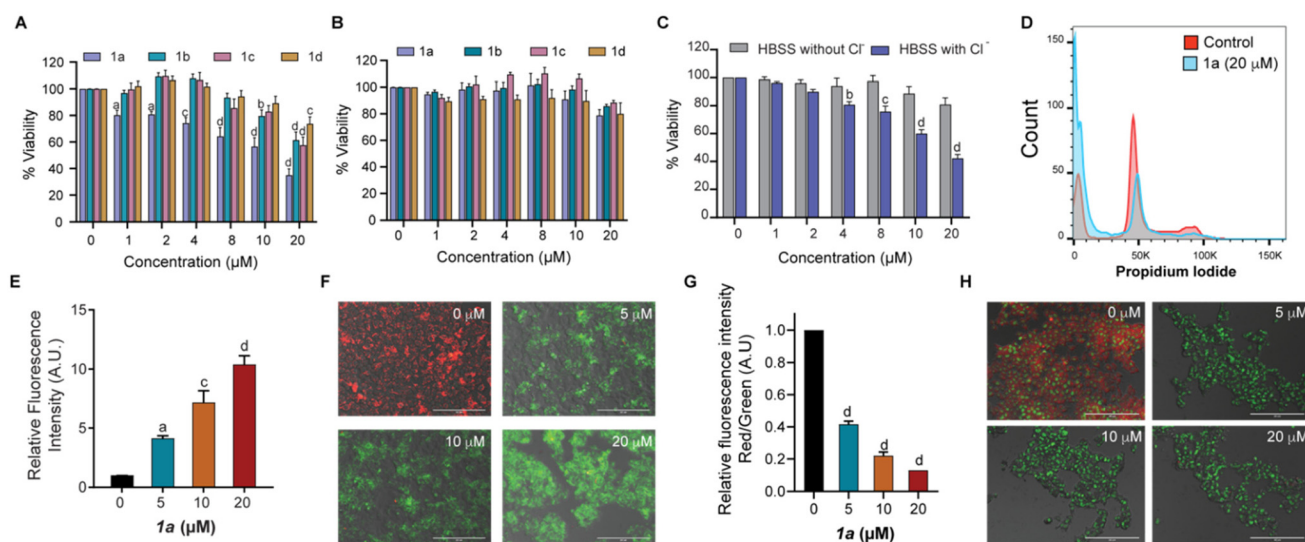 A
1a 1b 1c 1d
% Viability
120
100
80
60
40
20
0
a a c d d d
b d d c
0 1 2 4 8 10 20
Concentration (µM)
B
1a 1b 1c 1d
% Viability
120
100
80
60
40
20
0
0 1 2 4 8 10 20
Concentration (µM)
C
HBSS without Cl⁻ HBSS with Cl⁻
% Viability
100
80
60
40
20
0
b c d d
0 1 2 4 8 10 20
Concentration (µM)
D
Control
1a (20 µM)
Count
150
100
50
0
0 50K 100K 150K
Propidium Iodide
E
Relative Fluorescence
Intensity (A.U.)
15
10
5
0
a c d
0 5 10 20
1a (µM)
F
0 µM 5 µM
10 µM 20 µM
G
Relative fluorescence intensity
Red/Green (A.U)
1.0
0.8
0.6
0.4
0.2
0.0
d d d
0 5 10 20
1a (µM)
H
0 µM 5 µM
10 µM 20 µM